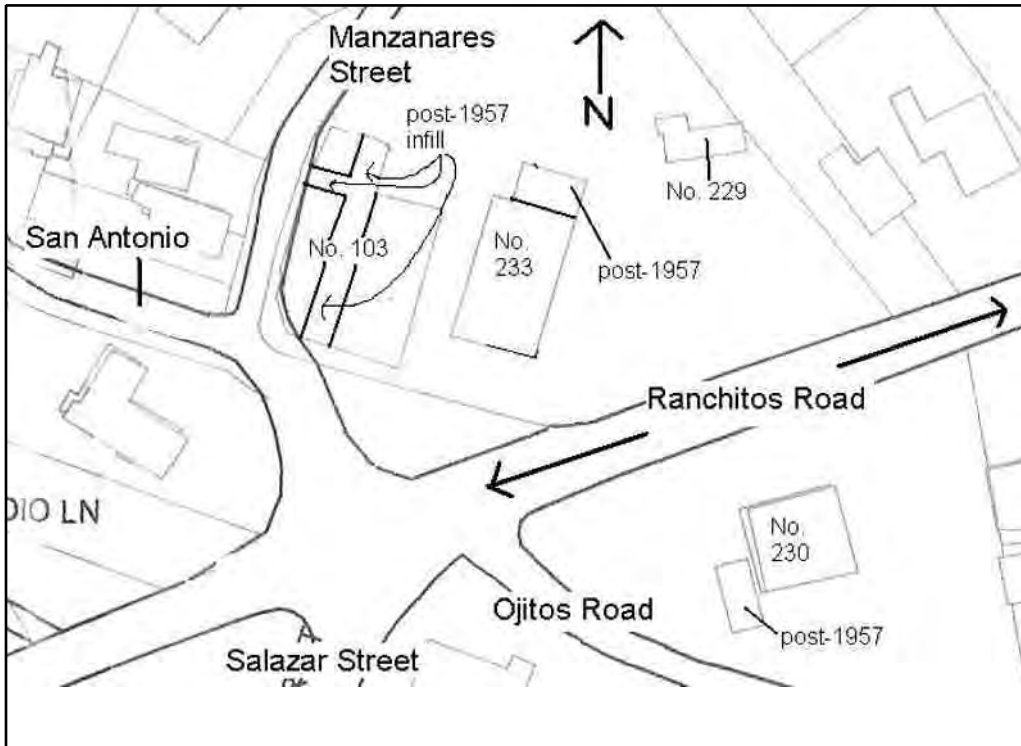 Manzanares
Street
post-1957
infill
N
No. 229
San Antonio
No. 103
No.
233
post-1957
Ranchitos Road
DIO LN
No.
230
Ojitos Road
post-1957
Salazar Street